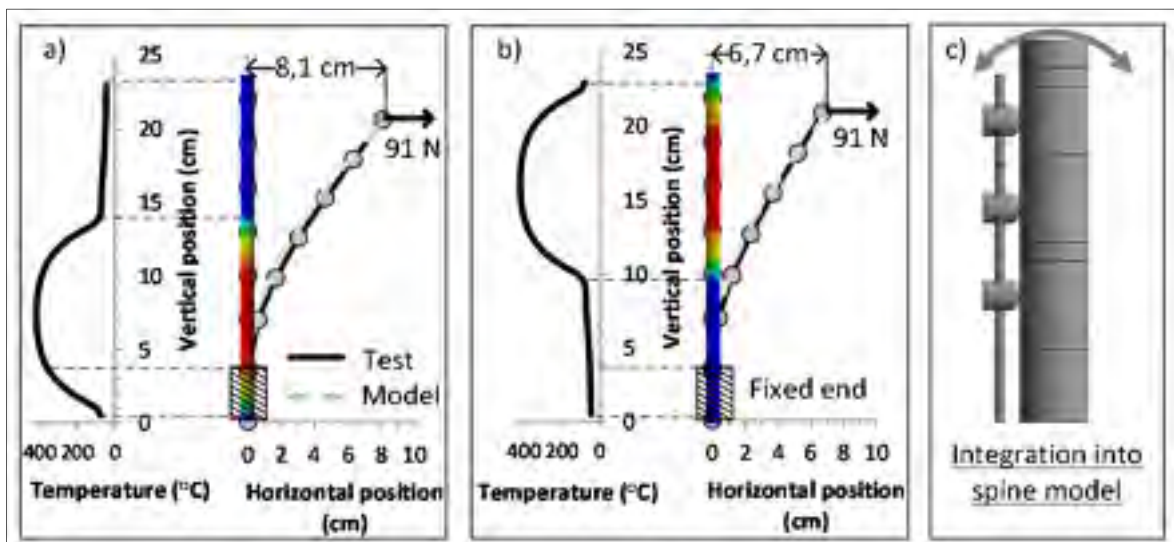 a)
25
20
15
10
5
0
Vertical position (cm)
8,1 cm
91 N
Test
Model
400 200 0
0 2 4 6 8 10
Temperature (°C)
Horizontal position
(cm)
b)
25
20
15
10
5
0
Vertical position (cm)
6,7 cm
91 N
Fixed end
400 200 0
0 2 4 6 8 10
Temperature (°C)
Horizontal position
(cm)
c)
Integration into
spine model